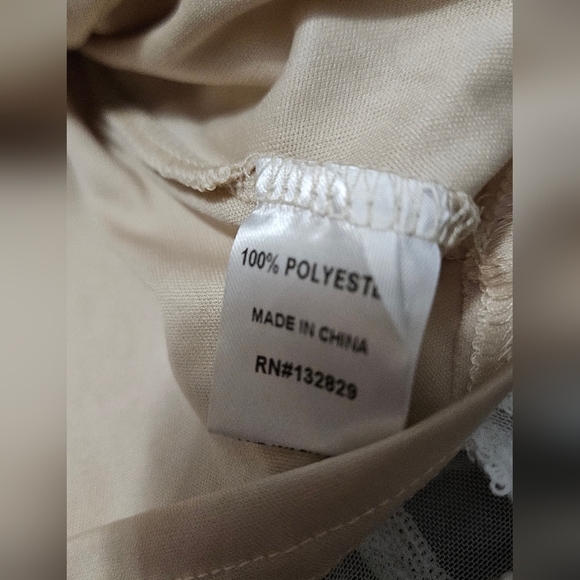 100% POLYESTE
MADE IN CHINA
RN#132829